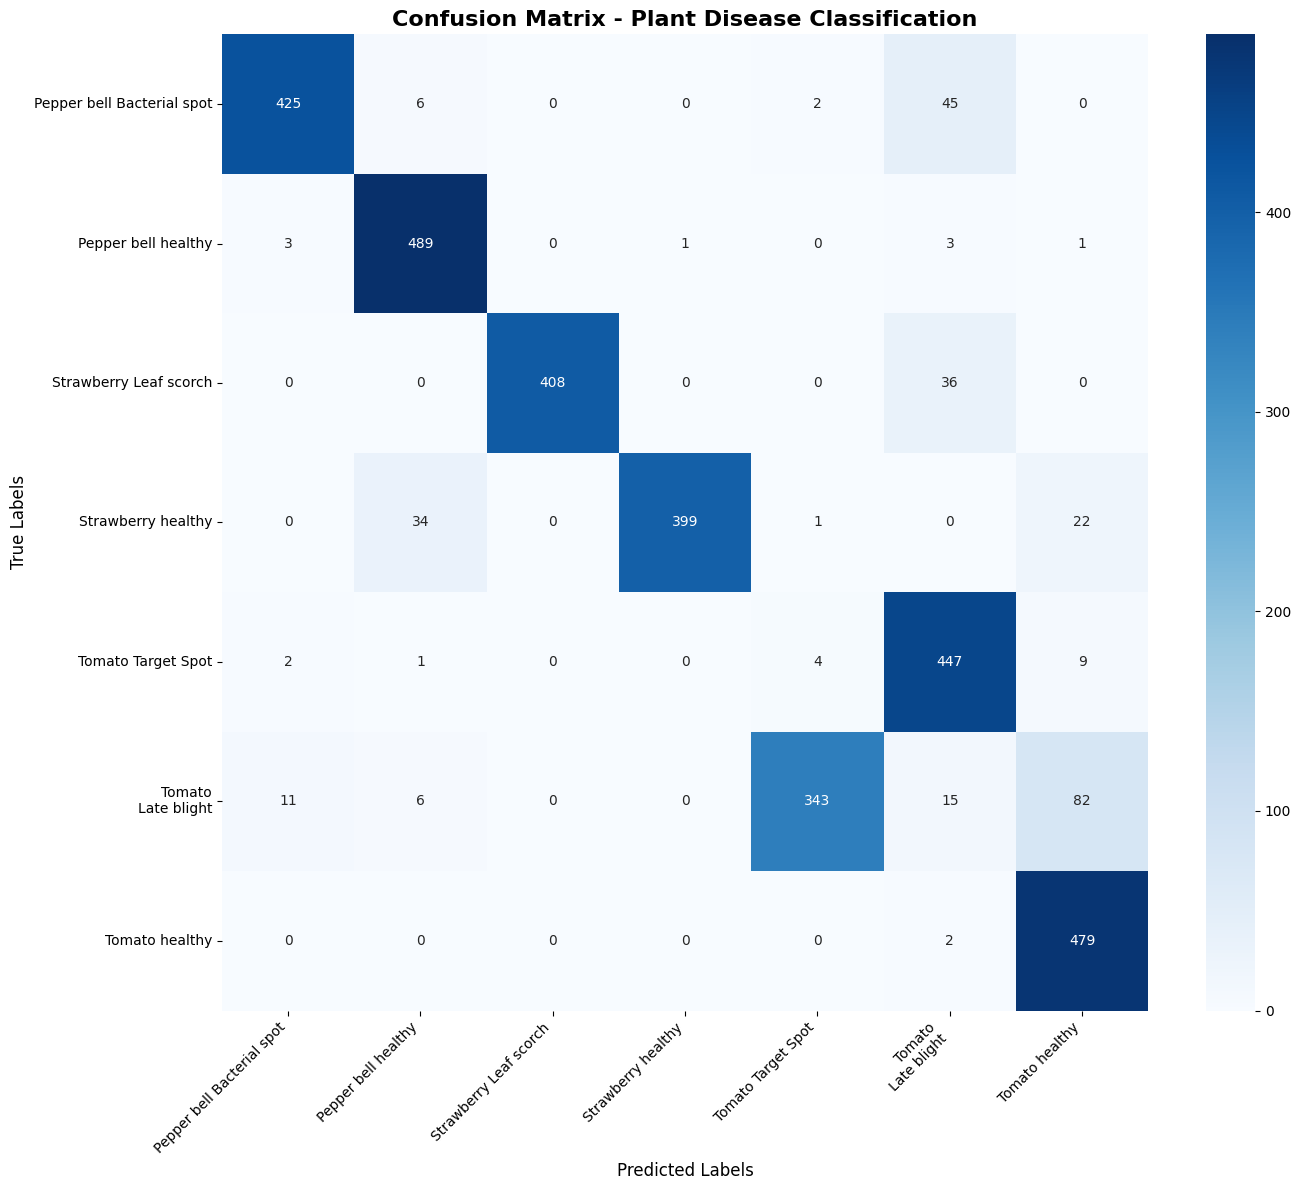 Confusion Matrix - Plant Disease Classification
Pepper bell Bacterial spot 425 6 0 0 2 45 0
Pepper bell healthy 3 489 0 1 0 3 1
Strawberry Leaf scorch 0 0 408 0 0 36 0
Strawberry healthy 0 34 0 399 1 0 22
Tomato Target Spot 2 1 0 0 4 447 9
Tomato
Late blight 11 6 0 0 343 15 82
Tomato healthy 0 0 0 0 0 2 479
True Labels
Pepper bell Bacterial spot
Pepper bell healthy
Strawberry Leaf scorch
Strawberry healthy
Tomato Target Spot
Tomato
Late blight
Tomato healthy
Predicted Labels
400
300
200
100
0